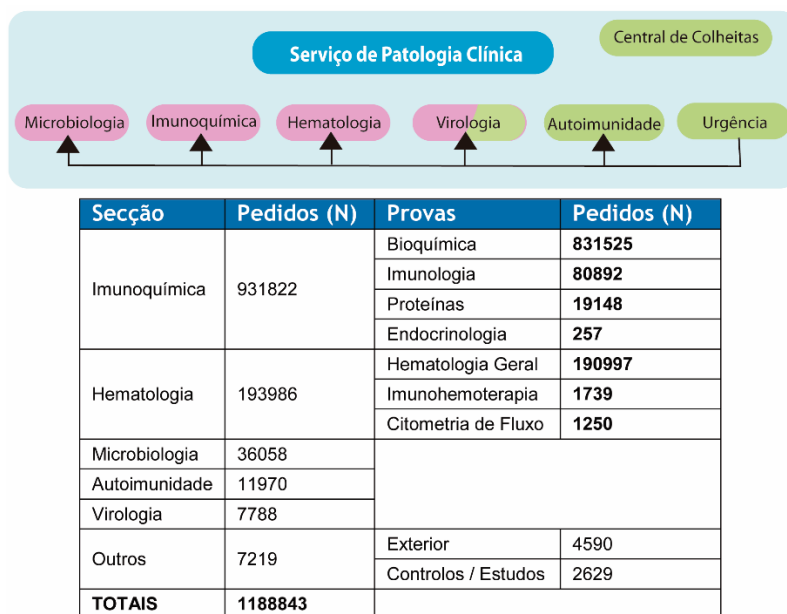 Central de Colheitas
Serviço de Patologia Clínica
Microbiologia Imunoquímica Hematologia Virologia Autoimunidade Urgência
Secção Pedidos (N) Provas Pedidos (N)
Imunoquímica 931822
Bioquímica 831525
Imunologia 80892
Proteínas 19148
Endocrinologia 257
Hematologia 193986
Hematologia Geral 190997
Imunohemoterapia 1739
Citometria de Fluxo 1250
Microbiologia 36058
Autoimunidade 11970
Virologia 7788
Outros 7219
Exterior 4590
Controlos / Estudos 2629
TOTAIS 1188843